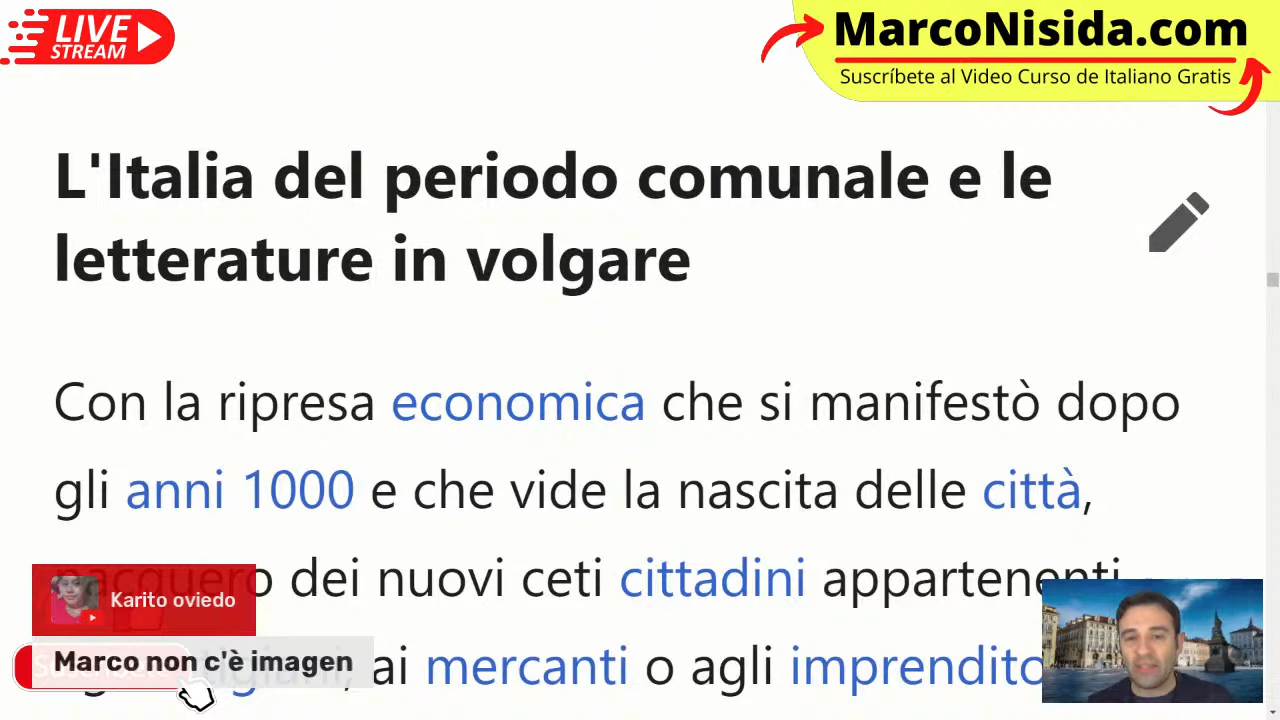 LIVE
STREAM
MarcoNisida.com
Suscríbete al Video Curso de Italiano Gratis
L'Italia del periodo comunale e le
letterature in volgare
Con la ripresa economica che si manifestò dopo
gli anni 1000 e che vide la nascita delle città,
nacquero dei nuovi ceti cittadini appartenenti
ai mercanti o agli
Karito oviedo
Marco non c'è imagen